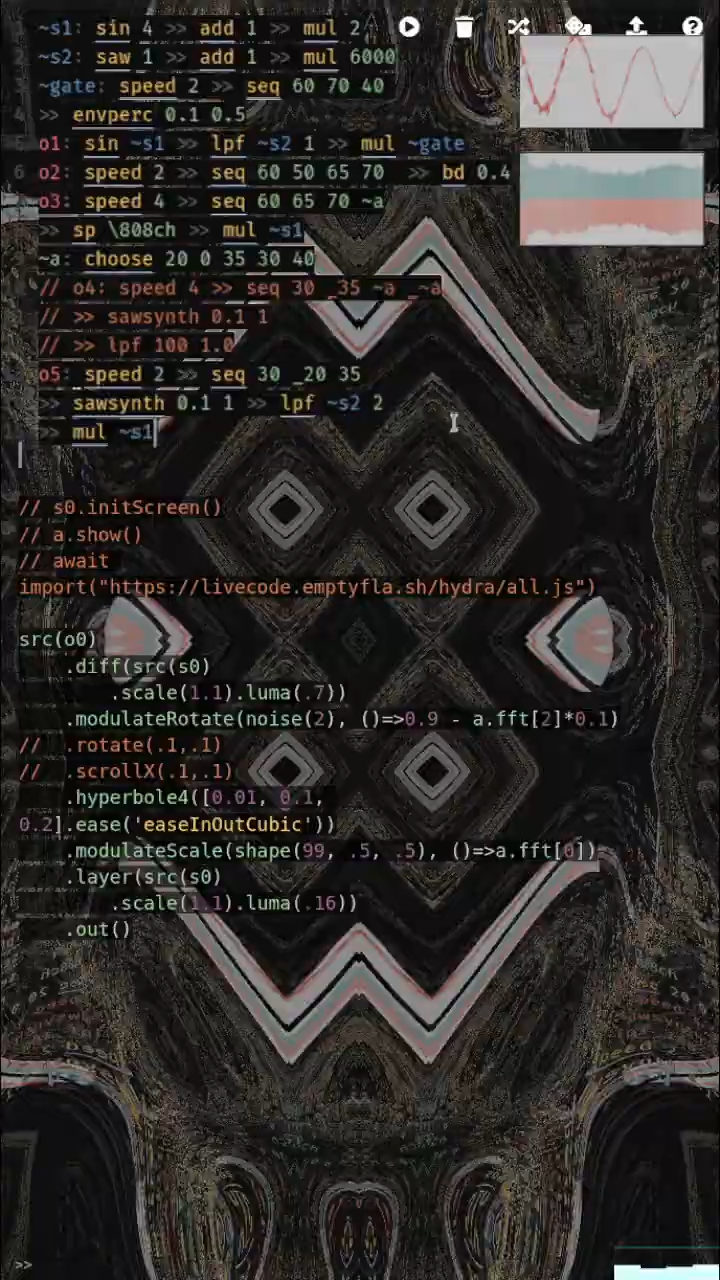 ~s1: sin 4 >> add 1 >> mul 2
~s2: saw 1 >> add 1 >> mul 6000
~gate: speed 2 >> seq 60 70 40
>> envperc 0.1 0.5
o1: sin ~s1 >> lpf ~s2 1 >> mul ~gate
6 o2: speed 2 >> seq 60 50 65 70 >> bd 0.4
o3: speed 4 >> seq 60 65 70 ~a
>> sp \808ch >> mul ~s1
~a: choose 20 0 35 30 40
// o4: speed 4 >> seq 30 _35 ~a _~a
// >> sawsynth 0.1 1
// >> lpf 100 1.0
o5: speed 2 >> seq 30 _20 35
>> sawsynth 0.1 1 >> lpf ~s2 2
>> mul ~s1
// s0.initScreen()
// a.show()
// await
import("https://livecode.emptyfla.sh/hydra/all.js")
src(o0)
.diff(src(s0)
.scale(1.1).luma(.7))
.modulateRotate(noise(2), ()=>0.9 - a.fft[2]*0.1)
// .rotate(.1,.1)
// .scrollX(.1,.1)
.hyperbole4([0.01, 0.1,
0.2].ease('easeInOutCubic'))
.modulateScale(shape(99, .5, .5), ()=>a.fft[0])
.layer(src(s0)
.scale(1.1).luma(.16))
.out()
>>